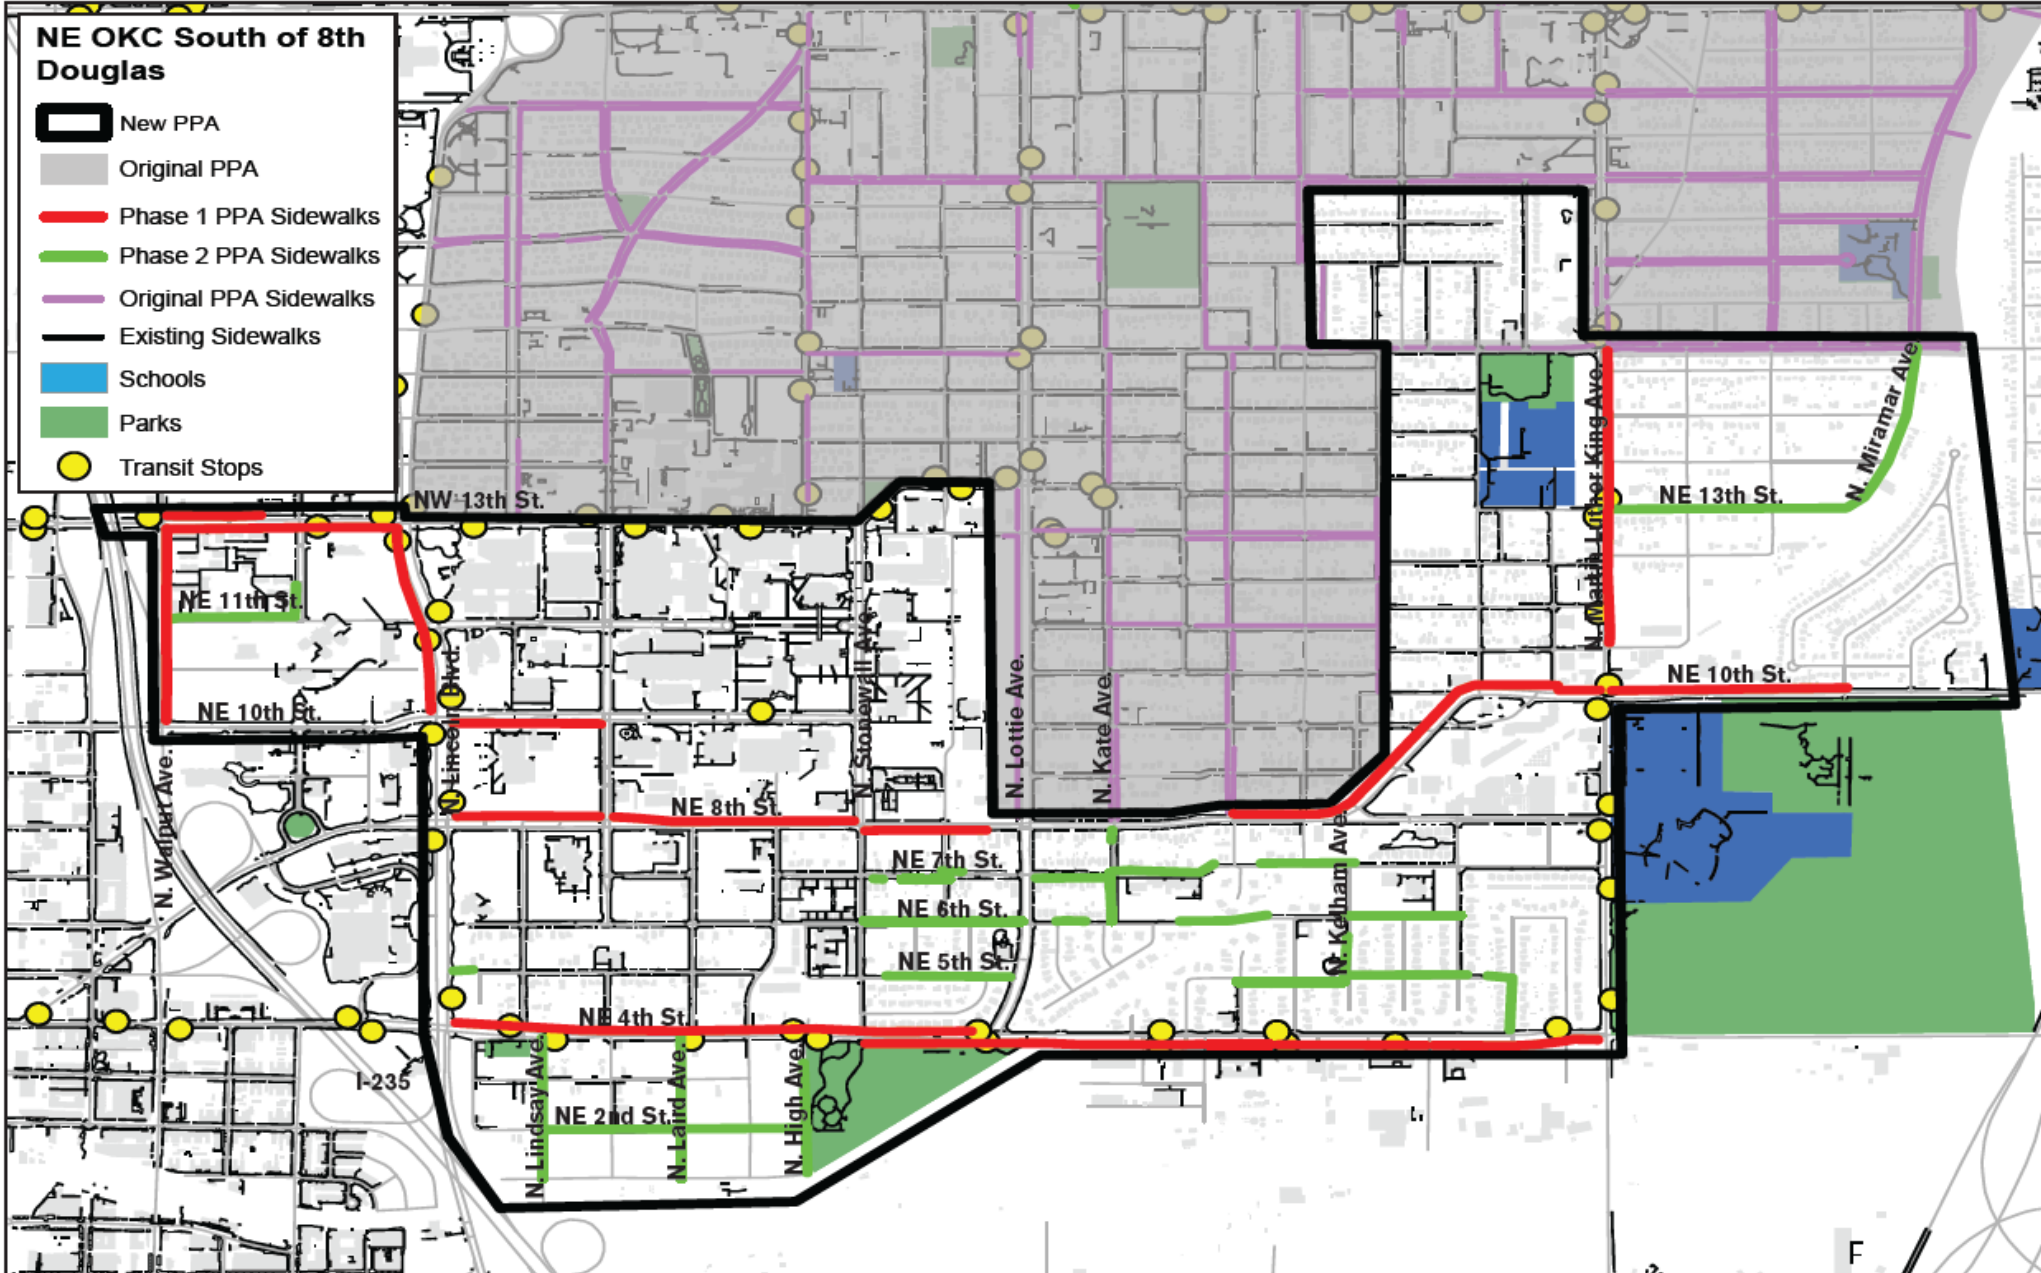 NE OKC South of 8th
Douglas
New PPA
Original PPA
Phase 1 PPA Sidewalks
Phase 2 PPA Sidewalks
Original PPA Sidewalks
Existing Sidewalks
Schools
Parks
Transit Stops
NW 13th St.
N. Miramar Ave
NE 13th St.
N. Martin Luther King Ave.
NE 11th St.
NE 10th St.
NE 10th St.
N. Lincoln Blvd.
N. Stonewall Ave.
N. Lottie Ave.
N. Kate Ave.
N. Walnut Ave.
NE 8th St.
NE 7th St.
NE 6th St.
N. Kelham Ave
NE 5th St.
NE 4th St.
I-235
N. Lindsay Ave.
N. Laird Ave.
N. High Ave.
NE 2nd St.
F